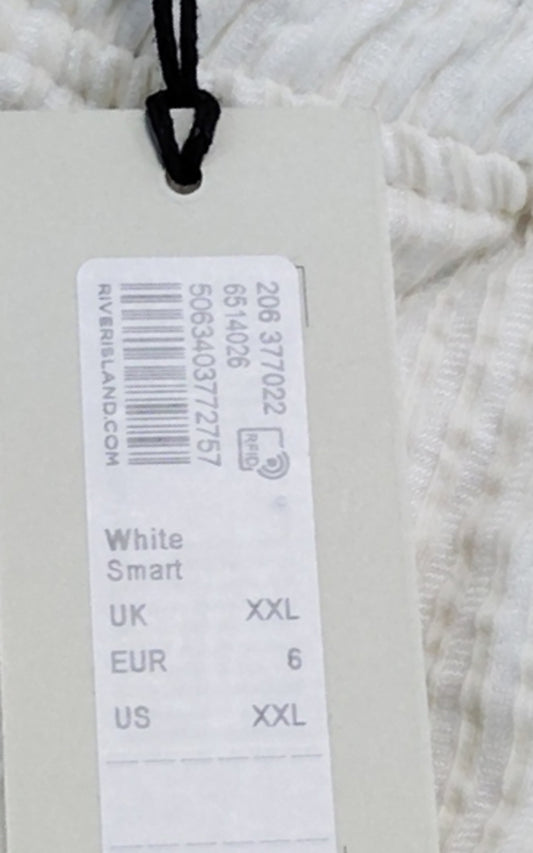 206 377022
6514026
RFID
5063403772757
RIVERISLAND.COM
White
Smart
UK XXL
EUR 6
US XXL